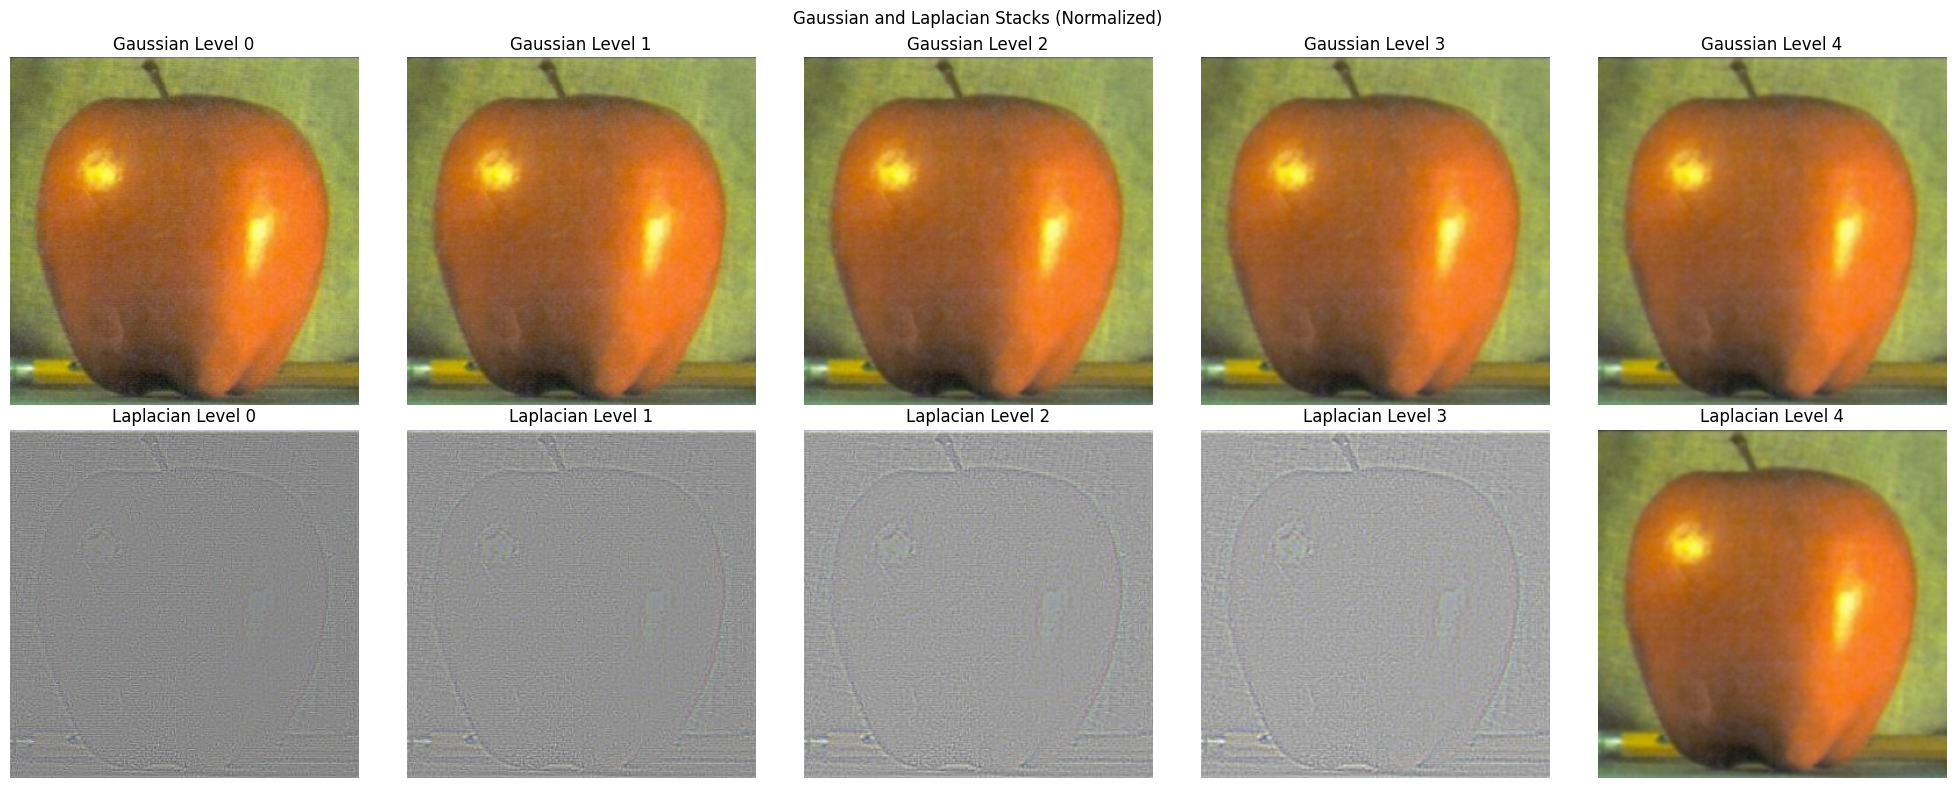 Gaussian and Laplacian Stacks (Normalized)
Gaussian Level 0
Gaussian Level 1
Gaussian Level 2
Gaussian Level 3
Gaussian Level 4
Laplacian Level 0
Laplacian Level 1
Laplacian Level 2
Laplacian Level 3
Laplacian Level 4